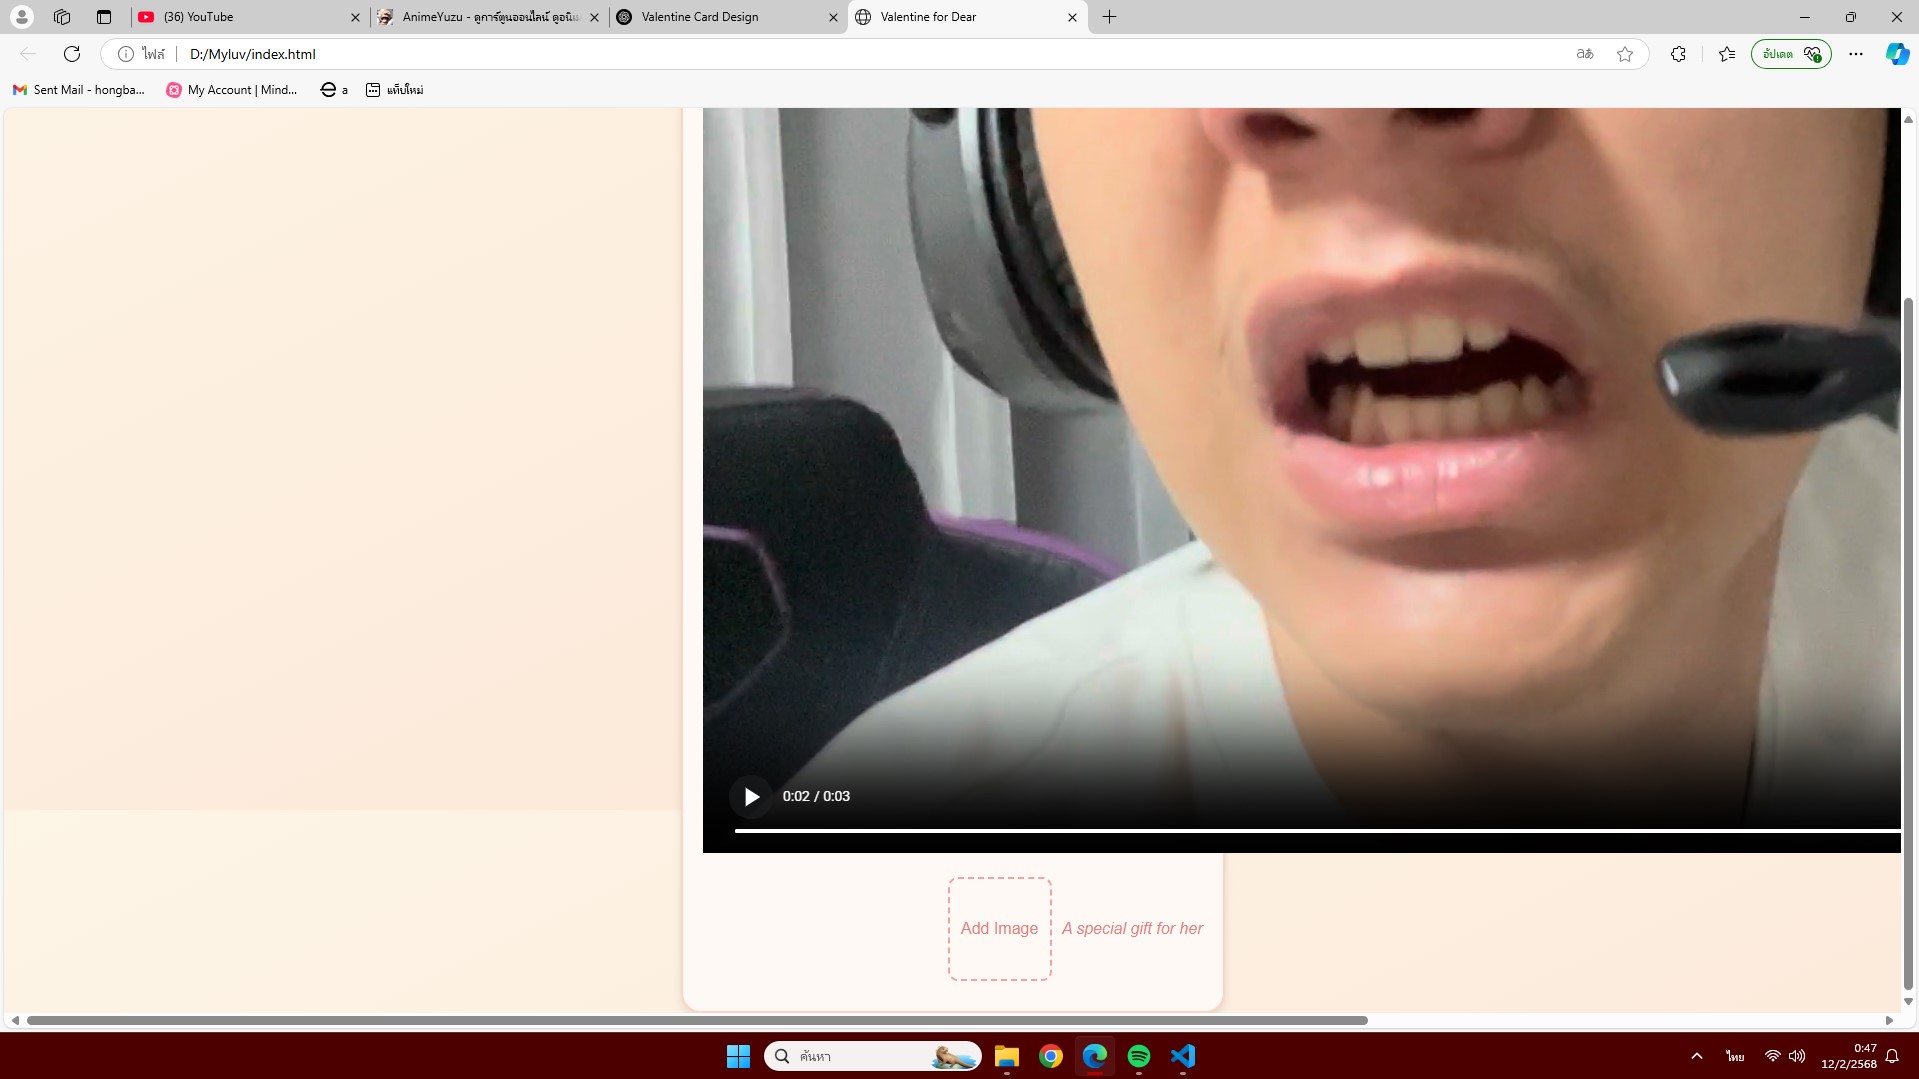 (36) YouTube
AnimeYuzu - ดูการ์ตูนออนไลน์ ดูอนิเม
Valentine Card Design
Valentine for Dear
ไฟล์
D:/Myluv/index.html
อัปเดต
Sent Mail - hongba...
My Account | Mind...
a
แท็บใหม่
0:02 / 0:03
Add Image
A special gift for her
ค้นหา
ไทย
0:47
12/2/2568